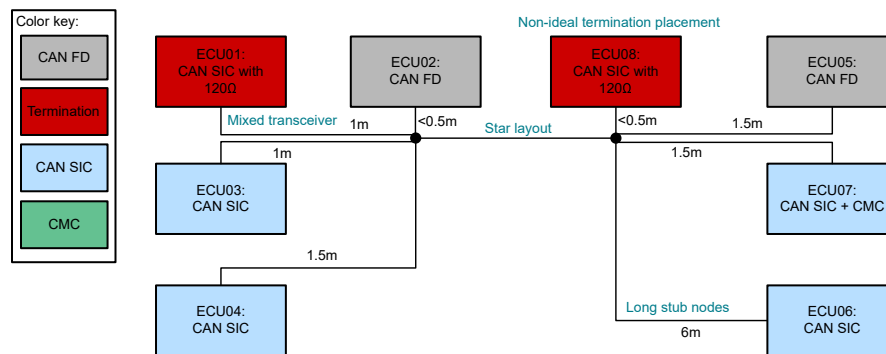 Color key:
CAN FD
Termination
CAN SIC
CMC
Non-ideal termination placement
ECU01:
CAN SIC with
120Ω
ECU02:
CAN FD
ECU08:
CAN SIC with
120Ω
ECU05:
CAN FD
Mixed transceiver
1m
<0.5m
Star layout
<0.5m
1.5m
1m
1.5m
ECU03:
CAN SIC
ECU07:
CAN SIC + CMC
1.5m
ECU04:
CAN SIC
Long stub nodes
6m
ECU06:
CAN SIC